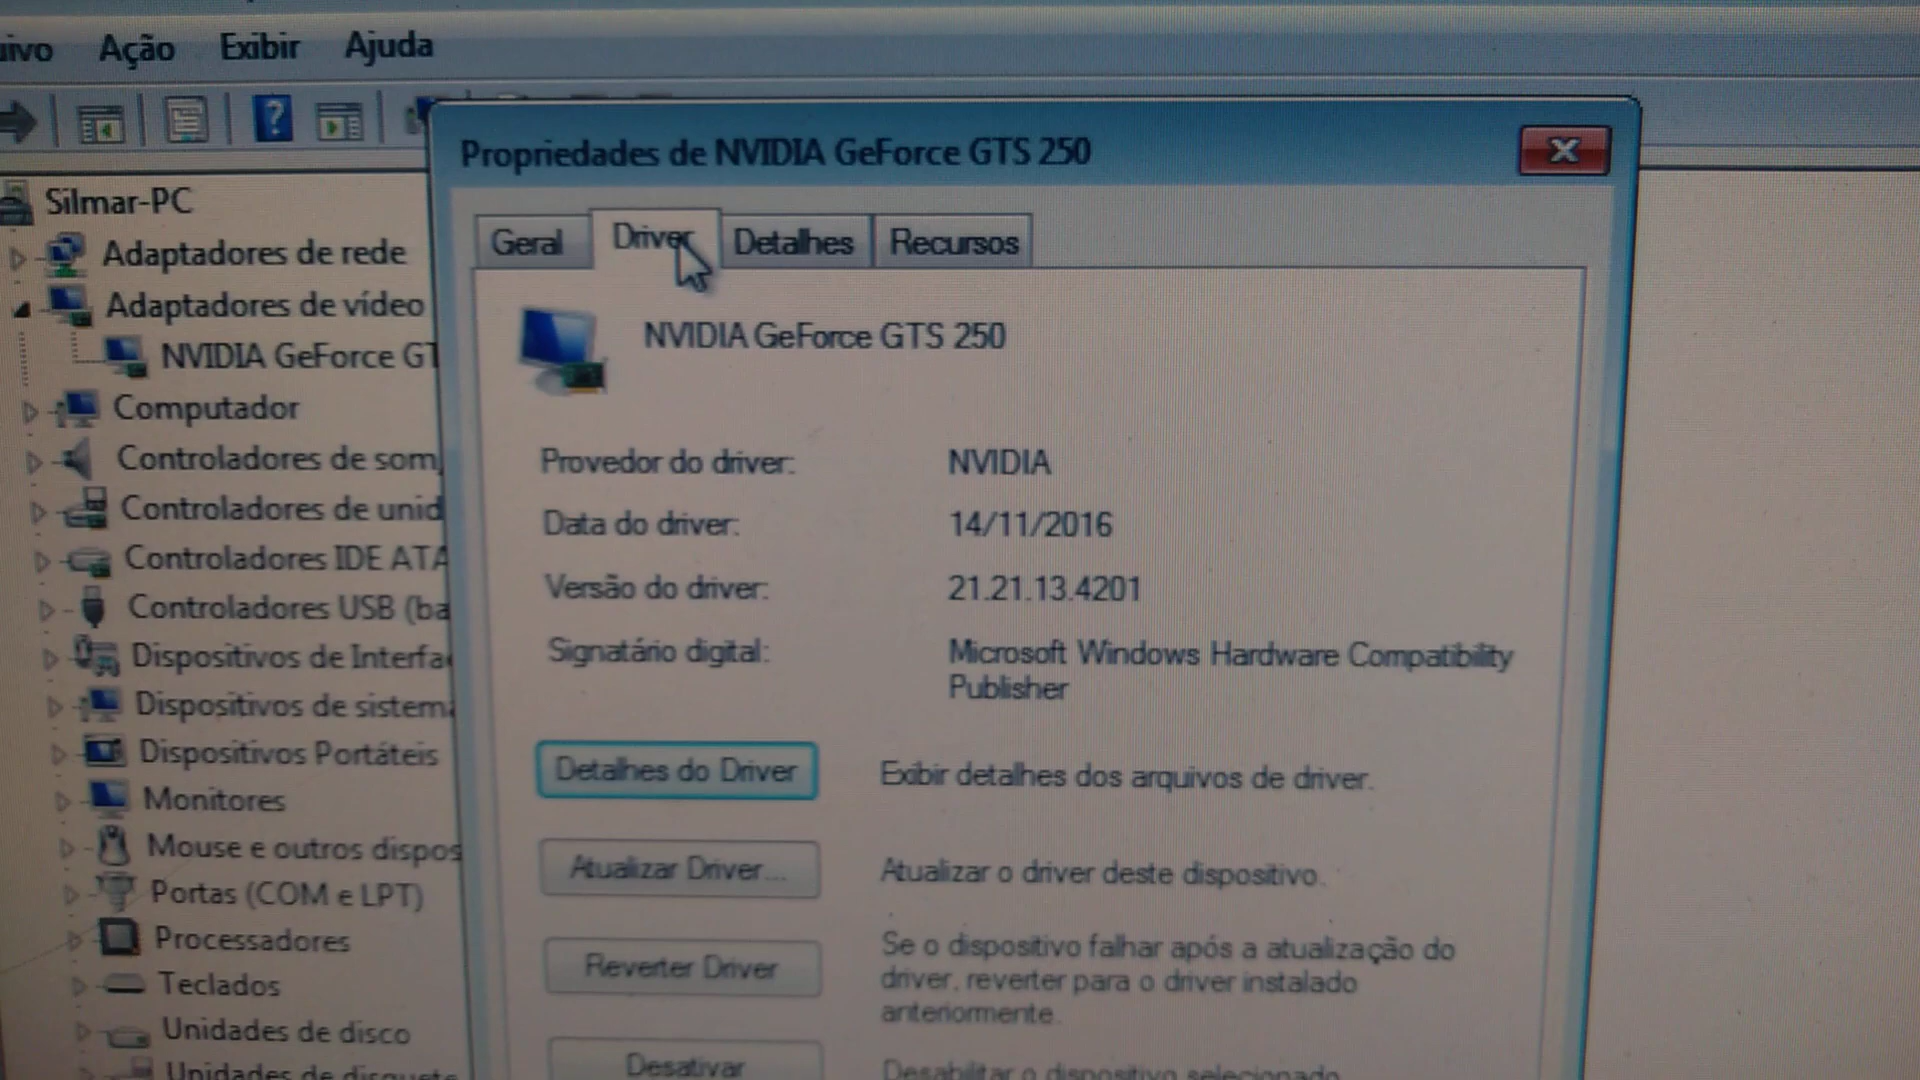 ivo Ação Exibir Ajuda
Propriedades de NVIDIA GeForce GTS 250
Silmar-PC
Adaptadores de rede
Adaptadores de vídeo
NVIDIA GeForce GT
Computador
Controladores de som,
Controladores de unid
Controladores IDE ATA
Controladores USB (ba
Dispositivos de Interfa
Dispositivos de sistema
Dispositivos Portáteis
Monitores
Mouse e outros dispos
Portas (COM e LPT)
Processadores
Teclados
Unidades de disco
Unidades de disquete
Geral Driver Detalhes Recursos
NVIDIA GeForce GTS 250
Provedor do driver: NVIDIA
Data do driver: 14/11/2016
Versão do driver: 21.21.13.4201
Signatário digital: Microsoft Windows Hardware Compatibility
Publisher
Detalhes do Driver Exibir detalhes dos arquivos de driver.
Atualizar Driver... Atualizar o driver deste dispositivo.
Reverter Driver Se o dispositivo falhar após a atualização do
driver, reverter para o driver instalado
anteriormente.
Desativar Desabilitar o dispositivo selecionado.